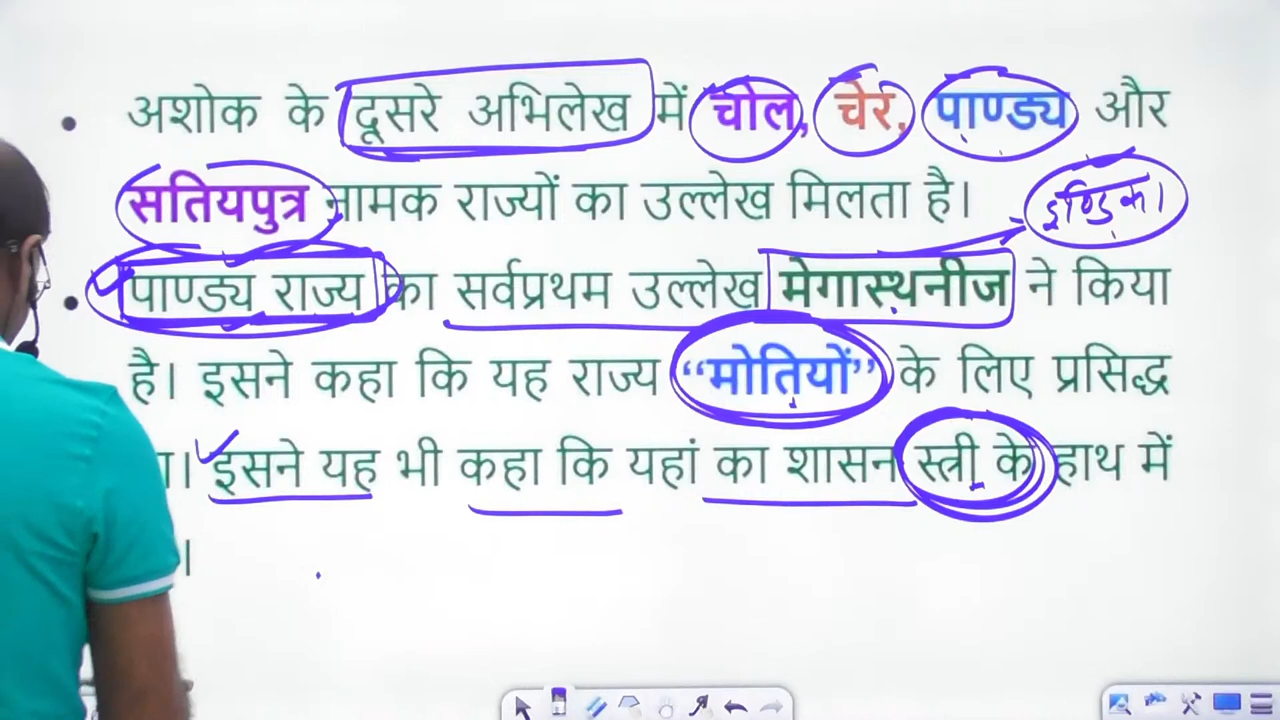 • अशोक के दूसरे अभिलेख में चोल, चेर, पाण्ड्य और
सतियपुत्र नामक राज्यों का उल्लेख मिलता है।
इण्डिका।
• पाण्ड्य राज्य का सर्वप्रथम उल्लेख मेगास्थनीज ने किया
है। इसने कहा कि यह राज्य “मोतियों” के लिए प्रसिद्ध
इसने यह भी कहा कि यहां का शासन स्त्री के हाथ में